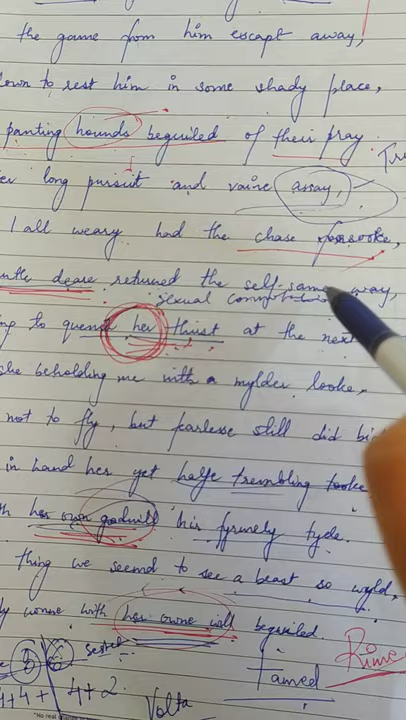 the game from him escapt away,
down to rest him in some shady place,
panting hounds beguiled of their pray.
long pursuit and vaine assay,
I all weary had the chase forsooke,
deare returned the self-same way,
sexual
to quench her thirst at the next
she beholding me with a mylder looke,
not to fly, but fearlesse still did bi
in hand her yet halfe trembling tooke
her own goodwill hir fyrmely tyde.
thing we seemd to see a beast so wyld,
wonne with her owne will beguiled.
sestet
4+4+ 4+2
Volta
Tamed
Rime